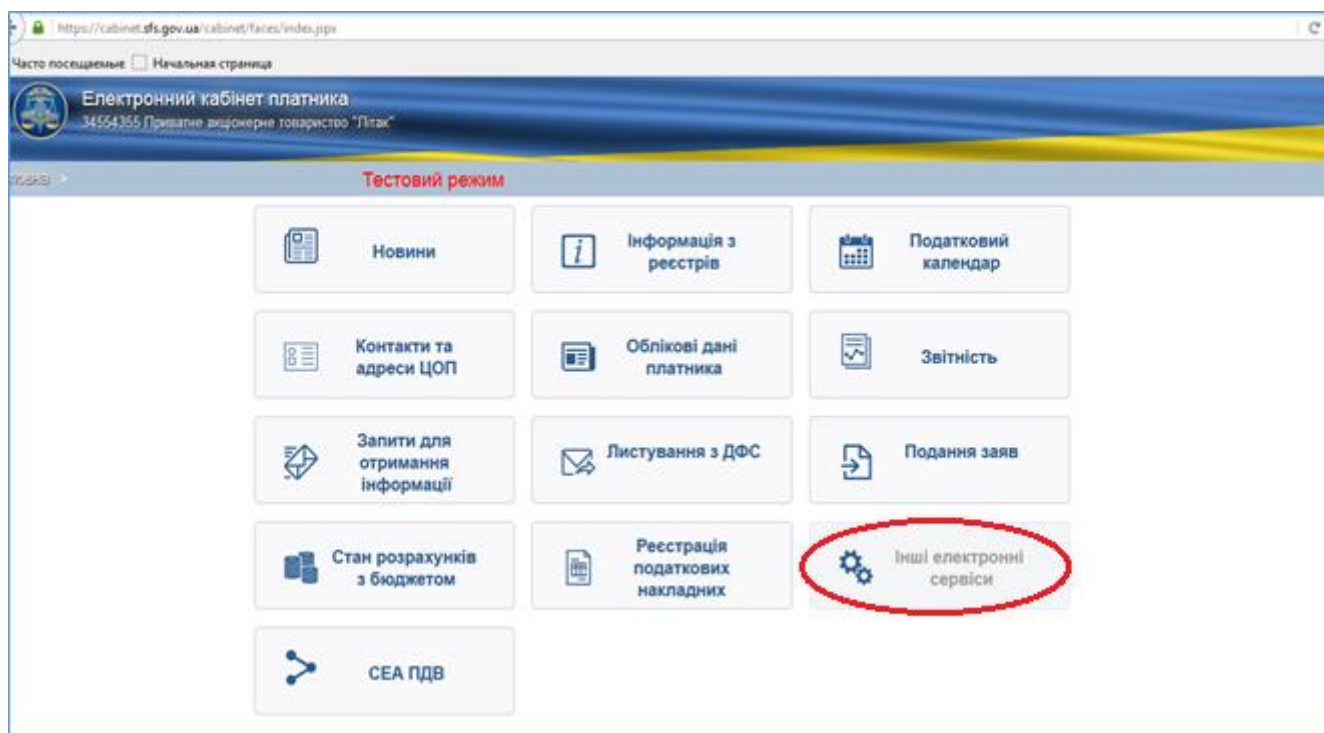 https://cabinet.sfs.gov.ua/cabinet/faces/index.jspx
Часто посещаемые Начальная страница
Електронний кабінет платника
34554355 Приватне акціонерне товариство "Літак"
Тестовий режим
Новини
Інформація з
реєстрів
Податковий
календар
Контакти та
адреси ЦОП
Облікові дані
платника
Звітність
Запити для
отримання
інформації
Листування з ДФС
Подання заяв
Стан розрахунків
з бюджетом
Реєстрація
податкових
накладних
Інші електронні
сервіси
СЕА ПДВ